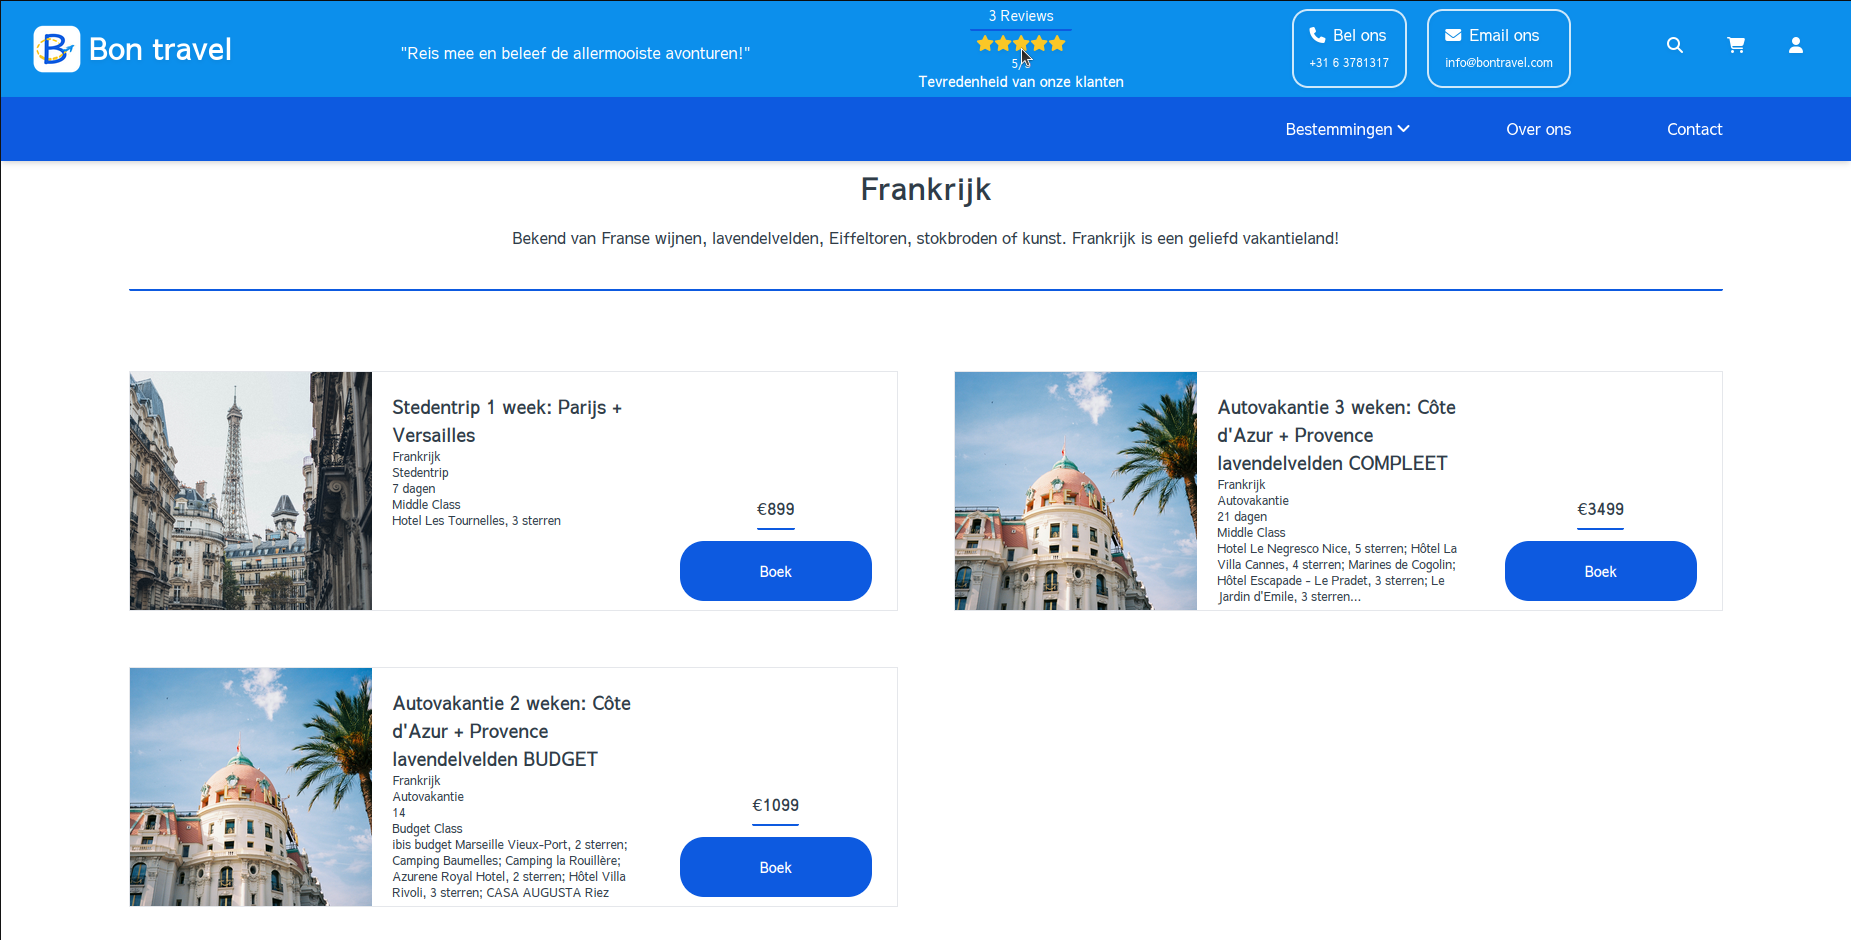 Bon travel
"Reis mee en beleef de allermooiste avonturen!"
3 Reviews
5/5
Tevredenheid van onze klanten
Bel ons
+31 6 3781317
Email ons
info@bontravel.com
Bestemmingen
Over ons
Contact
Frankrijk
Bekend van Franse wijnen, lavendelvelden, Eiffeltoren, stokbroden of kunst. Frankrijk is een geliefd vakantieland!
Stedentrip 1 week: Parijs +
Versailles
Frankrijk
Stedentrip
7 dagen
Middle Class
Hotel Les Tournelles, 3 sterren
€899
Boek
Autovakantie 3 weken: Côte
d'Azur + Provence
lavendelvelden COMPLEET
Frankrijk
Autovakantie
21 dagen
Middle Class
Hotel Le Negresco Nice, 5 sterren; Hôtel La
Villa Cannes, 4 sterren; Marines de Cogolin;
Hôtel Escapade - Le Pradet, 3 sterren; Le
Jardin d'Emile, 3 sterren...
€3499
Boek
Autovakantie 2 weken: Côte
d'Azur + Provence
lavendelvelden BUDGET
Frankrijk
Autovakantie
14
Budget Class
ibis budget Marseille Vieux-Port, 2 sterren;
Camping Baumelles; Camping la Rouillère;
Azurene Royal Hotel, 2 sterren; Hôtel Villa
Rivoli, 3 sterren; CASA AUGUSTA Riez
€1099
Boek